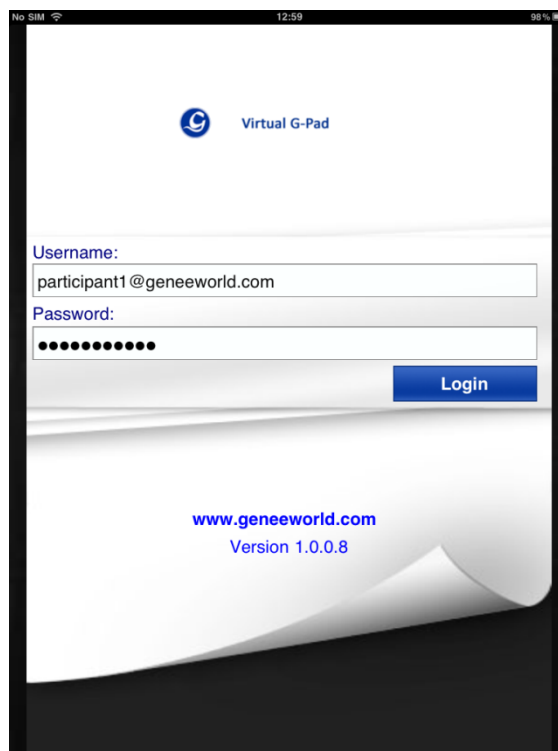 No SIM 12:59 98%
Virtual G-Pad
Username:
participant1@geneeworld.com
Password:
●●●●●●●●●●●
Login
www.geneeworld.com
Version 1.0.0.8